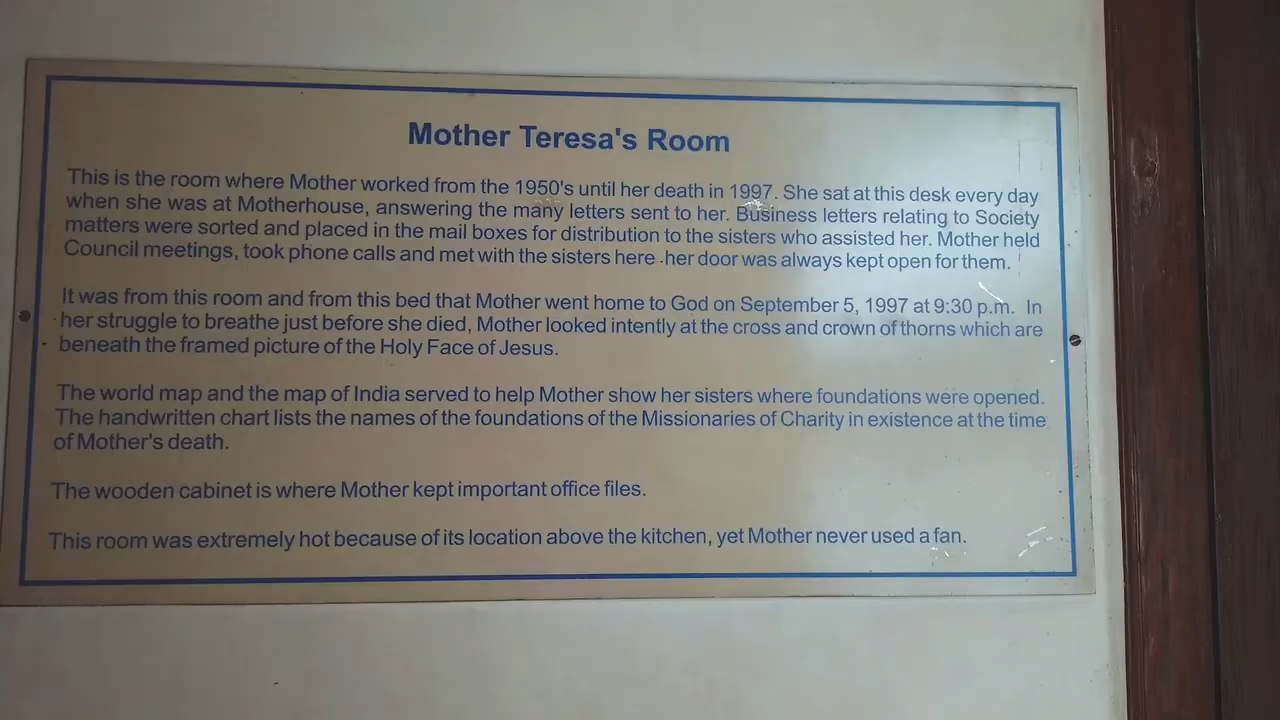 Mother Teresa's Room
This is the room where Mother worked from the 1950's until her death in 1997. She sat at this desk every day
when she was at Motherhouse, answering the many letters sent to her. Business letters relating to Society
matters were sorted and placed in the mail boxes for distribution to the sisters who assisted her. Mother held
Council meetings, took phone calls and met with the sisters here - her door was always kept open for them.
It was from this room and from this bed that Mother went home to God on September 5, 1997 at 9:30 p.m. In
her struggle to breathe just before she died, Mother looked intently at the cross and crown of thorns which are
beneath the framed picture of the Holy Face of Jesus.
The world map and the map of India served to help Mother show her sisters where foundations were opened.
The handwritten chart lists the names of the foundations of the Missionaries of Charity in existence at the time
of Mother's death.
The wooden cabinet is where Mother kept important office files.
This room was extremely hot because of its location above the kitchen, yet Mother never used a fan.